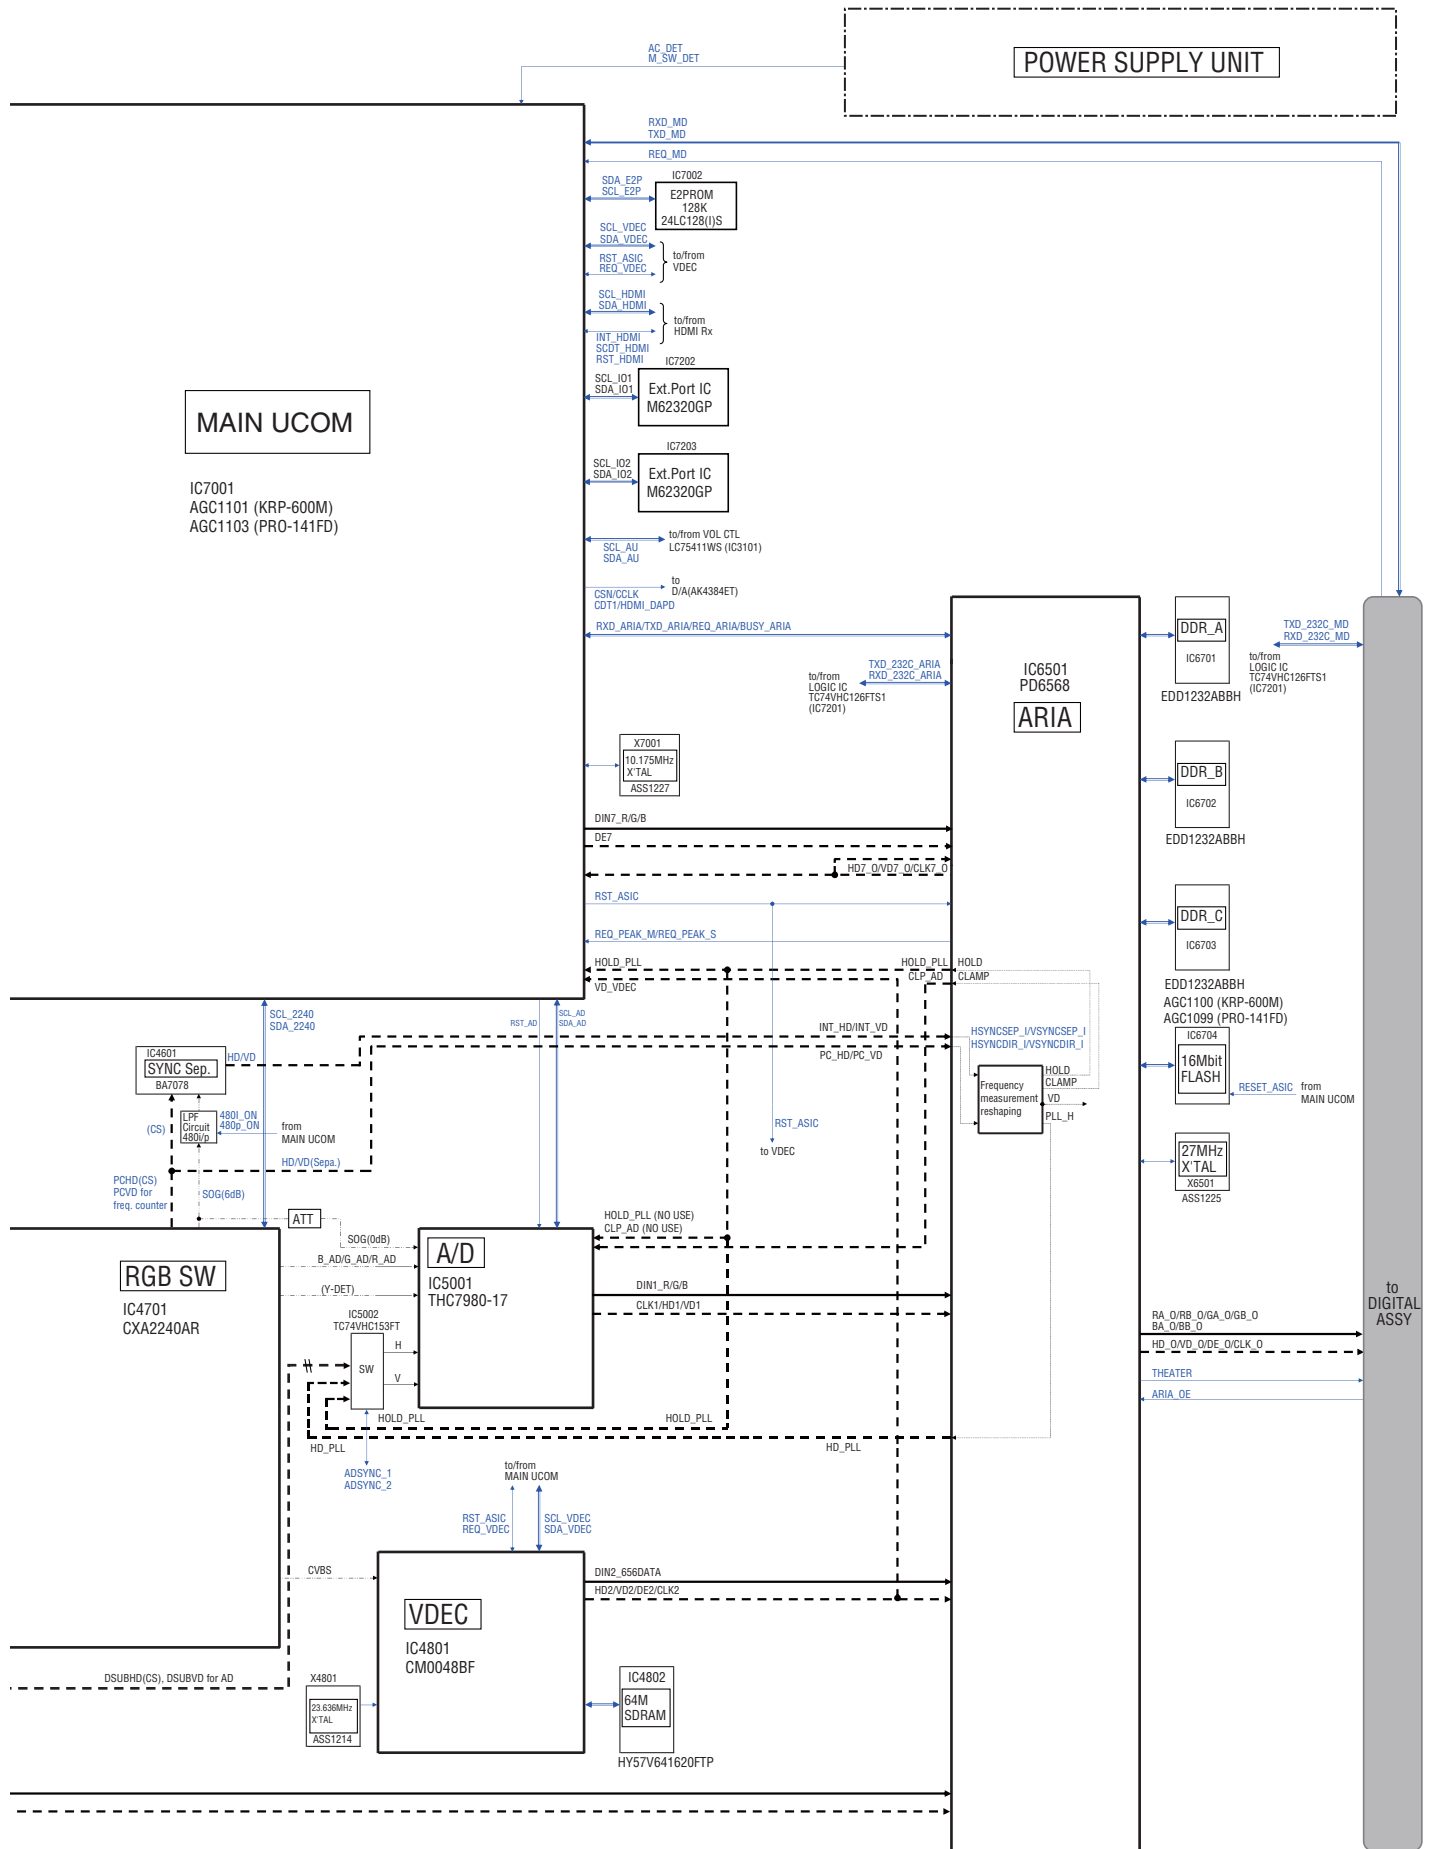 AC_DET
M_SW_DET
POWER SUPPLY UNIT
RXD_MD
TXD_MD
REQ_MD
IC7002
SDA_E2P
SCL_E2P
E2PROM
128K
24LC128(I)S
SCL_VDEC
SDA_VDEC
RST_ASIC
REQ_VDEC
to/from
VDEC
SCL_HDMI
SDA_HDMI
to/from
HDMI Rx
INT_HDMI
SCDT_HDMI
RST_HDMI
IC7202
SCL_IO1
SDA_IO1
Ext.Port IC
M62320GP
MAIN UCOM
IC7001
AGC1101 (KRP-600M)
AGC1103 (PRO-141FD)
IC7203
SCL_IO2
SDA_IO2
Ext.Port IC
M62320GP
to/from VOL CTL
LC75411WS (IC3101)
SCL_AU
SDA_AU
to
D/A(AK4384ET)
CSN/CCLK
CDT1/HDMI_DAPD
RXD_ARIA/TXD_ARIA/REQ_ARIA/BUSY_ARIA
TXD_232C_ARIA
RXD_232C_ARIA
to/from
LOGIC IC
TC74VHC126FTS1
(IC7201)
IC6501
PD6568
ARIA
DDR_A
IC6701
EDD1232ABBH
TXD_232C_MD
RXD_232C_MD
to/from
LOGIC IC
TC74VHC126FTS1
(IC7201)
X7001
10.175MHz
X'TAL
ASS1227
DDR_B
IC6702
EDD1232ABBH
DIN7_R/G/B
DE7
HD7_O/VD7_O/CLK7_O
RST_ASIC
REQ_PEAK_M/REQ_PEAK_S
DDR_C
IC6703
EDD1232ABBH
AGC1100 (KRP-600M)
AGC1099 (PRO-141FD)
IC6704
16Mbit
FLASH
RESET_ASIC
from
MAIN UCOM
HOLD_PLL
VD_VDEC
HOLD_PLL
HOLD
CLP_AD
CLAMP
SCL_2240
SDA_2240
RST_AD
SCL_AD
SDA_AD
INT_HD/INT_VD
PC_HD/PC_VD
HSYNCSEP_I/VSYNCSEP_I
HSYNCDIR_I/VSYNCDIR_I
IC4601
SYNC Sep.
BA7078
HD/VD
Frequency
measurement
reshaping
HOLD
CLAMP
VD
PLL_H
LPF
Circuit
480i/p
480I_ON
480p_ON
from
MAIN UCOM
(CS)
HD/VD(Sepa.)
RST_ASIC
to VDEC
27MHz
X'TAL
X6501
ASS1225
PCHD(CS)
PCVD for
freq. counter
SOG(6dB)
ATT
SOG(0dB)
B_AD/G_AD/R_AD
(Y-DET)
HOLD_PLL (NO USE)
CLP_AD (NO USE)
A/D
IC5001
THC7980-17
DIN1_R/G/B
CLK1/HD1/VD1
RGB SW
IC4701
CXA2240AR
IC5002
TC74VHC153FT
SW
H
V
HOLD_PLL
HOLD_PLL
HD_PLL
HD_PLL
ADSYNC_1
ADSYNC_2
RA_O/RB_O/GA_O/GB_O
BA_O/BB_O
HD_O/VD_O/DE_O/CLK_O
THEATER
ARIA_OE
to
DIGITAL
ASSY
to/from
MAIN UCOM
RST_ASIC
REQ_VDEC
SCL_VDEC
SDA_VDEC
CVBS
VDEC
IC4801
CM0048BF
DIN2_656DATA
HD2/VD2/DE2/CLK2
DSUBHD(CS), DSUBVD for AD
X4801
23.636MHz
X'TAL
ASS1214
IC4802
64M
SDRAM
HY57V641620FTP